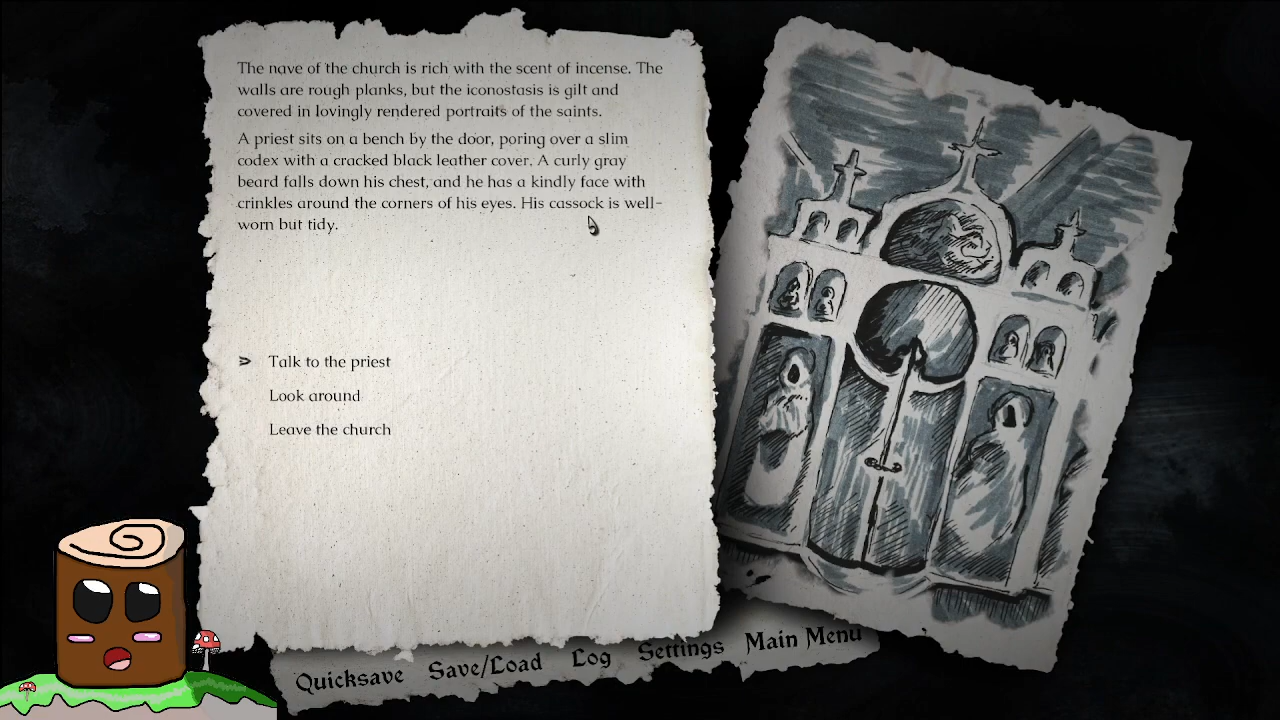 The nave of the church is rich with the scent of incense. The
walls are rough planks, but the iconostasis is gilt and
covered in lovingly rendered portraits of the saints.
A priest sits on a bench by the door, poring over a slim
codex with a cracked black leather cover. A curly gray
beard falls down his chest, and he has a kindly face with
crinkles around the corners of his eyes. His cassock is well-
worn but tidy.
Talk to the priest
Look around
Leave the church
Quicksave Save/Load Log Settings Main Menu